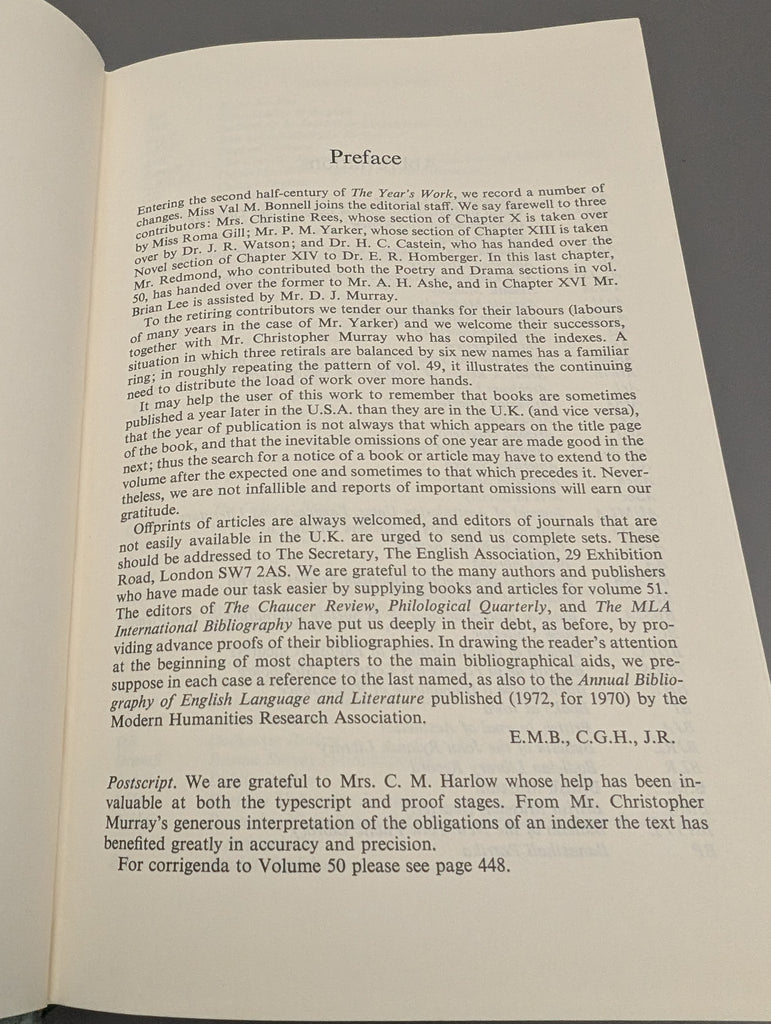 Preface
Entering the second half-century of The Year's Work, we record a number of
changes. Miss Val M. Bonnell joins the editorial staff. We say farewell to three
contributors: Mrs. Christine Rees, whose section of Chapter X is taken over
by Miss Roma Gill; Mr. P. M. Yarker, whose section of Chapter XIII is taken
over by Dr. J. R. Watson; and Dr. H. C. Castein, who has handed over the
Novel section of Chapter XIV to Dr. E. R. Homberger. In this last chapter,
Mr. Redmond, who contributed both the Poetry and Drama sections in vol.
50, has handed over the former to Mr. A. H. Ashe, and in Chapter XVI Mr.
Brian Lee is assisted by Mr. D. J. Murray.
To the retiring contributors we tender our thanks for their labours (labours
of many years in the case of Mr. Yarker) and we welcome their successors,
together with Mr. Christopher Murray who has compiled the indexes. A
situation in which three retirals are balanced by six new names has a familiar
ring; in roughly repeating the pattern of vol. 49, it illustrates the continuing
need to distribute the load of work over more hands.
It may help the user of this work to remember that books are sometimes
published a year later in the U.S.A. than they are in the U.K. (and vice versa),
that the year of publication is not always that which appears on the title page
of the book, and that the inevitable omissions of one year are made good in the
next; thus the search for a notice of a book or article may have to extend to the
volume after the expected one and sometimes to that which precedes it. Never-
theless, we are not infallible and reports of important omissions will earn our
gratitude.
Offprints of articles are always welcomed, and editors of journals that are
not easily available in the U.K. are urged to send us complete sets. These
should be addressed to The Secretary, The English Association, 29 Exhibition
Road, London SW7 2AS. We are grateful to the many authors and publishers
who have made our task easier by supplying books and articles for volume 51.
The editors of The Chaucer Review, Philological Quarterly, and The MLA
International Bibliography have put us deeply in their debt, as before, by pro-
viding advance proofs of their bibliographies. In drawing the reader's attention
at the beginning of most chapters to the main bibliographical aids, we pre-
suppose in each case a reference to the last named, as also to the Annual Biblio-
graphy of English Language and Literature published (1972, for 1970) by the
Modern Humanities Research Association.
E.M.B., C.G.H., J.R.
Postscript. We are grateful to Mrs. C. M. Harlow whose help has been in-
valuable at both the typescript and proof stages. From Mr. Christopher
Murray's generous interpretation of the obligations of an indexer the text has
benefited greatly in accuracy and precision.
For corrigenda to Volume 50 please see page 448.